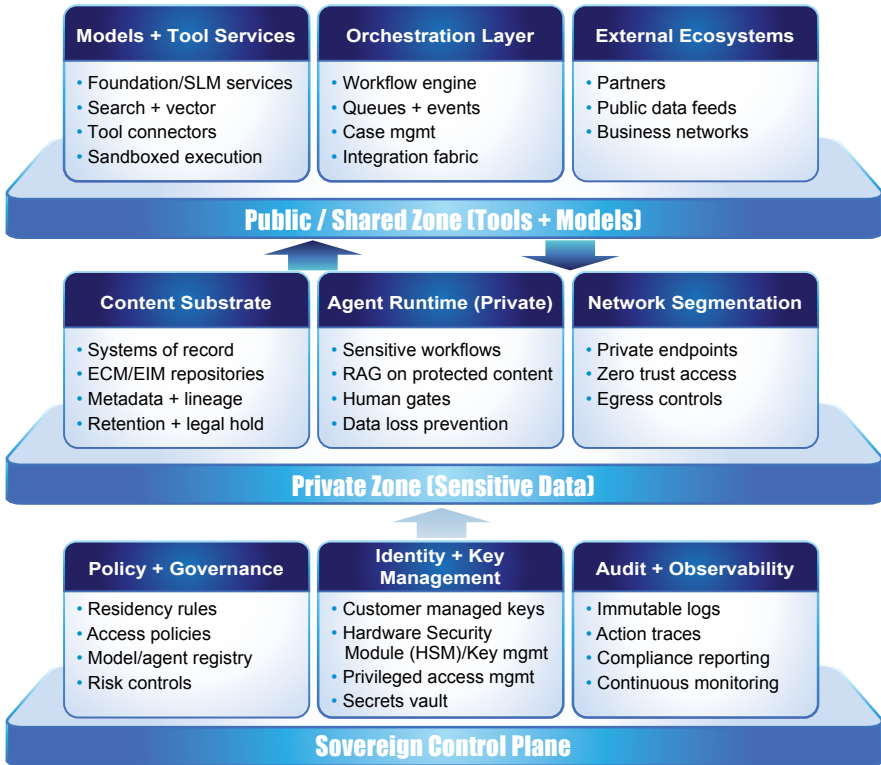 Models + Tool Services
• Foundation/SLM services
• Search + vector
• Tool connectors
• Sandboxed execution
Orchestration Layer
• Workflow engine
• Queues + events
• Case mgmt
• Integration fabric
External Ecosystems
• Partners
• Public data feeds
• Business networks
Public / Shared Zone (Tools + Models)
Content Substrate
• Systems of record
• ECM/EIM repositories
• Metadata + lineage
• Retention + legal hold
Agent Runtime (Private)
• Sensitive workflows
• RAG on protected content
• Human gates
• Data loss prevention
Network Segmentation
• Private endpoints
• Zero trust access
• Egress controls
Private Zone (Sensitive Data)
Policy + Governance
• Residency rules
• Access policies
• Model/agent registry
• Risk controls
Identity + Key
Management
• Customer managed keys
• Hardware Security
Module (HSM)/Key mgmt
• Privileged access mgmt
• Secrets vault
Audit + Observability
• Immutable logs
• Action traces
• Compliance reporting
• Continuous monitoring
Sovereign Control Plane